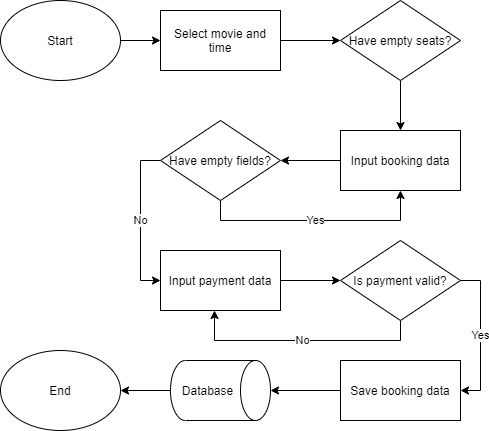 Start
Select movie and
time
Have empty seats?
Have empty fields?
Input booking data
Yes
No
Input payment data
Is payment valid?
No
Yes
End
Database
Save booking data